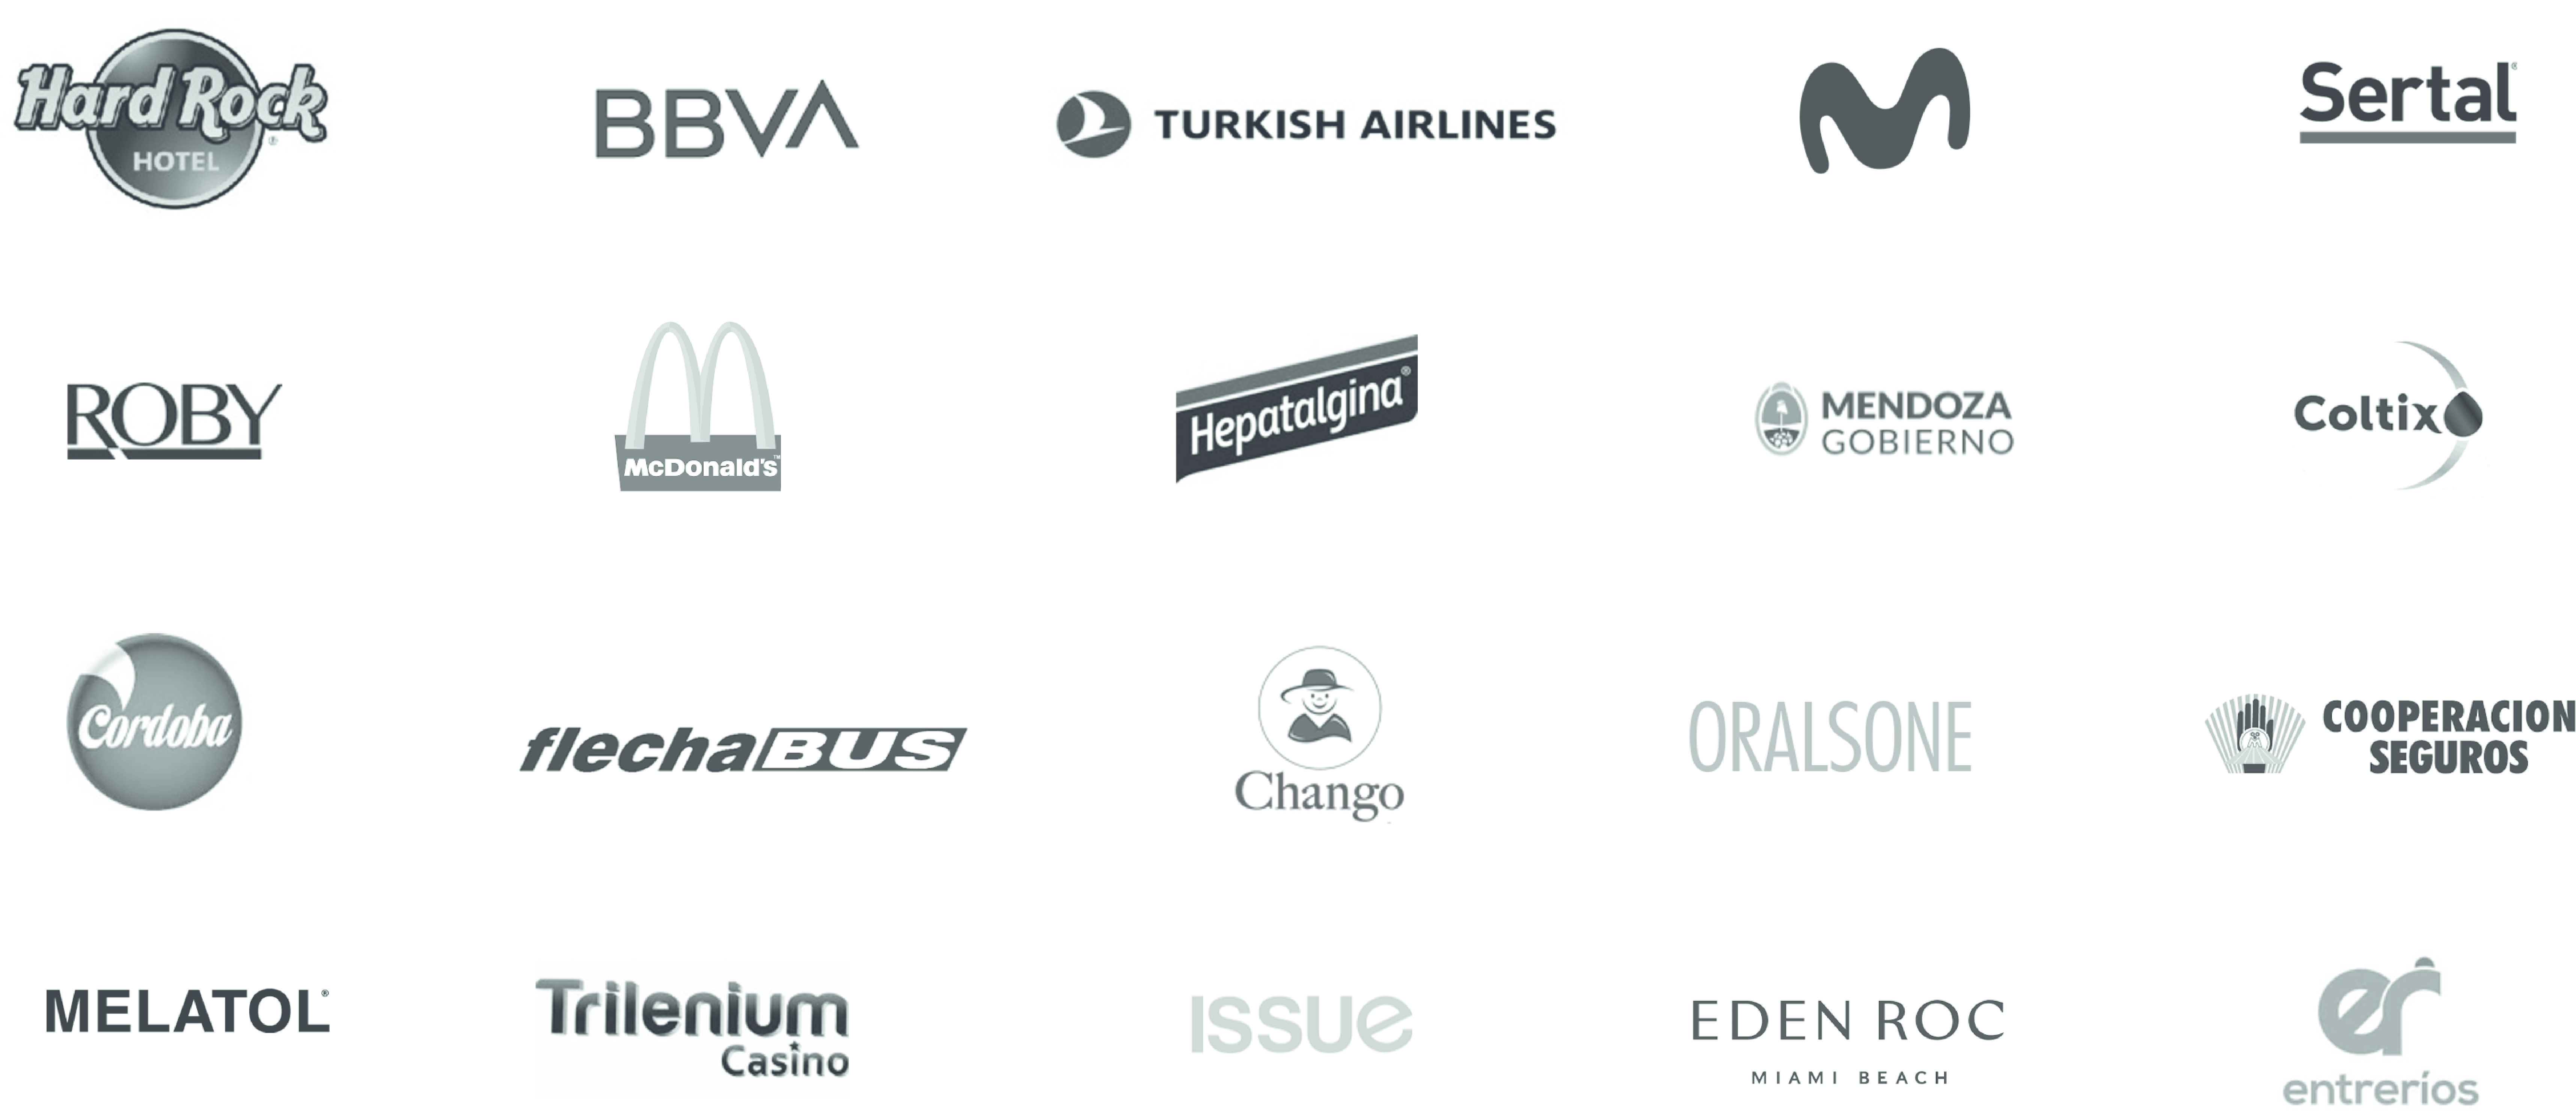 Hard Rock
HOTEL
BBVA
TURKISH AIRLINES
Sertal®
ROBY
McDonald's™
Hepatalgina®
MENDOZA
GOBIERNO
Coltix
Cordoba
flechaBUS
Chango
ORALSONE
COOPERACION
SEGUROS
MELATOL®
Trilenium
Casino
ISSUE
EDEN ROC
MIAMI BEACH
er
entreríos